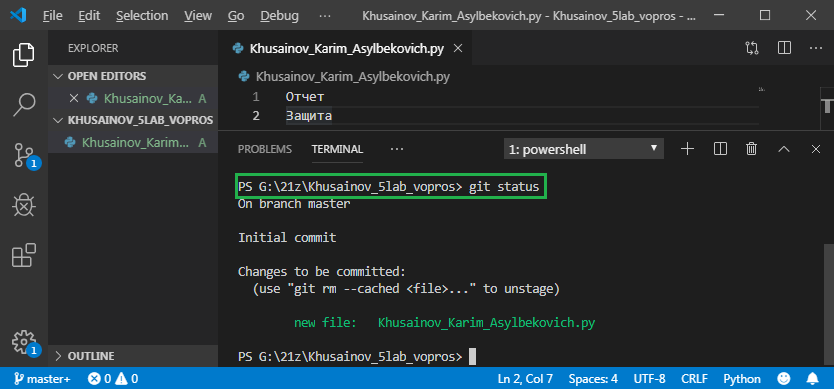 File Edit Selection View Go Debug ... Khusainov_Karim_Asylbekovich.py - Khusainov_5lab_vopros - ...
EXPLORER
OPEN EDITORS
Khusainov_Ka... A
KHUSAINOV_5LAB_VOPROS
Khusainov_Karim... A
OUTLINE
1
1
Khusainov_Karim_Asylbekovich.py
...
Khusainov_Karim_Asylbekovich.py
1 Отчет
2 Защита
PROBLEMS TERMINAL ... 1: powershell
PS G:\21z\Khusainov_5lab_vopros> git status
On branch master
Initial commit
Changes to be committed:
(use "git rm --cached <file>..." to unstage)
new file: Khusainov_Karim_Asylbekovich.py
PS G:\21z\Khusainov_5lab_vopros>
master+ 0 0 Ln 2, Col 7 Spaces: 4 UTF-8 CRLF Python 1